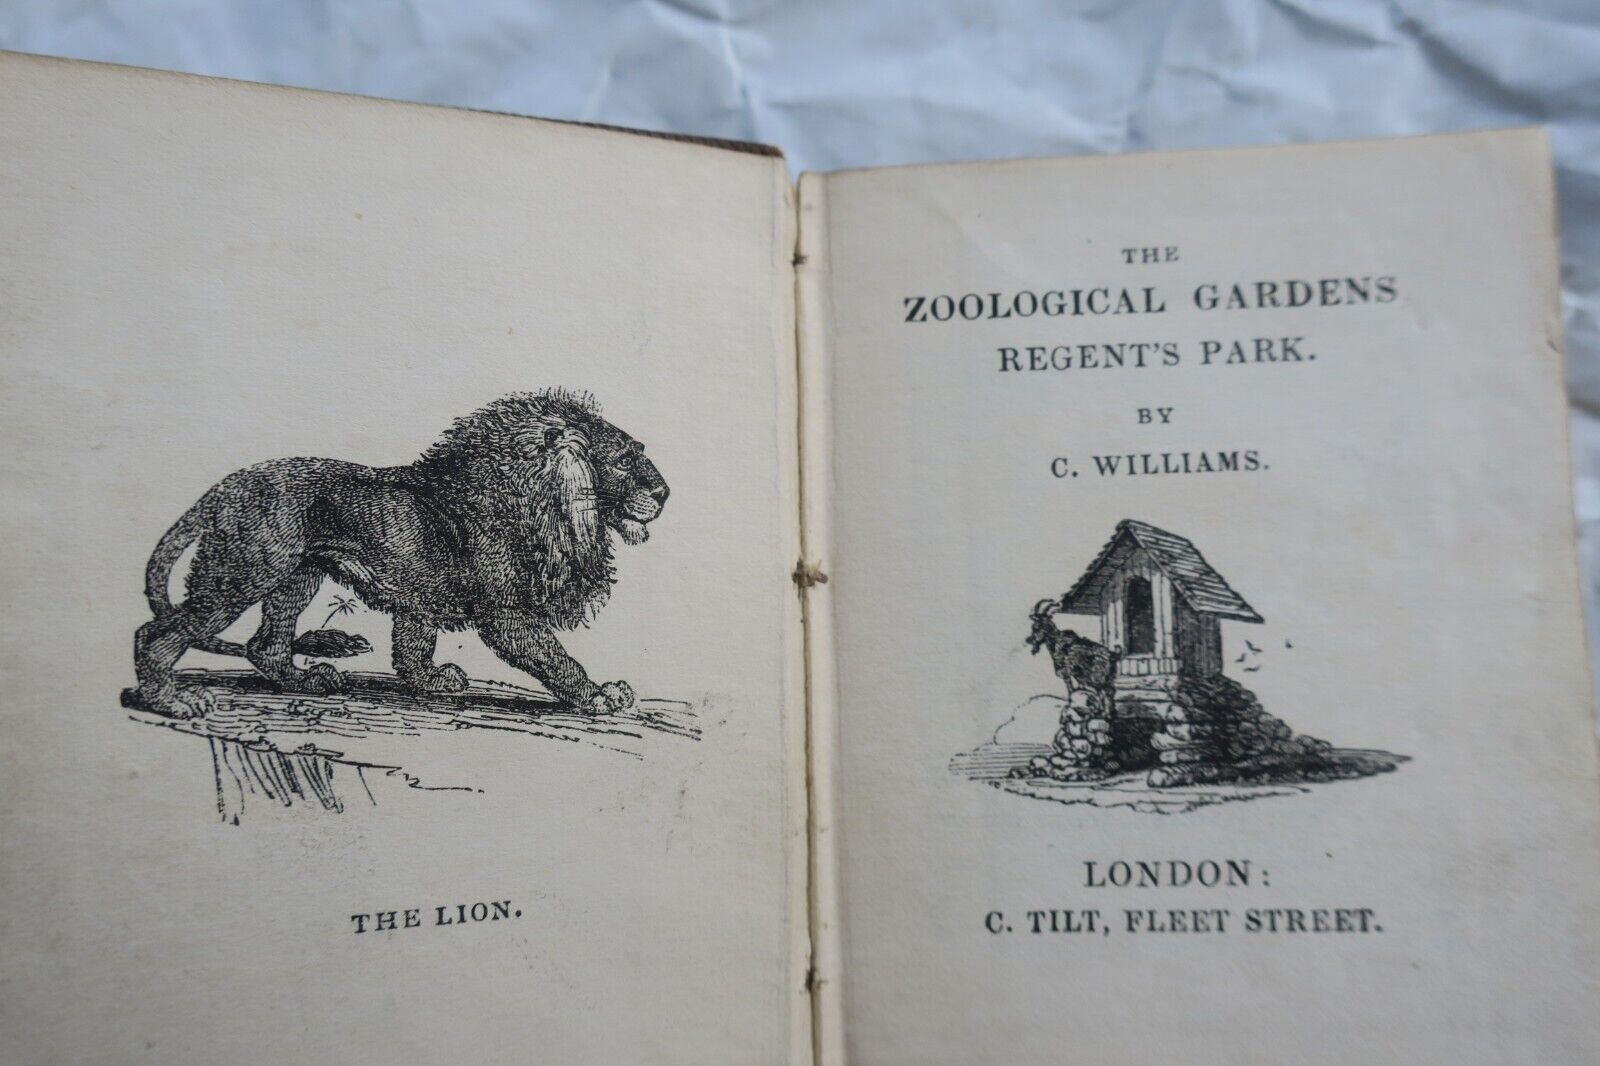 THE LION.
THE
ZOOLOGICAL GARDENS
REGENT'S PARK.
BY
C. WILLIAMS.
LONDON:
C. TILT, FLEET STREET.